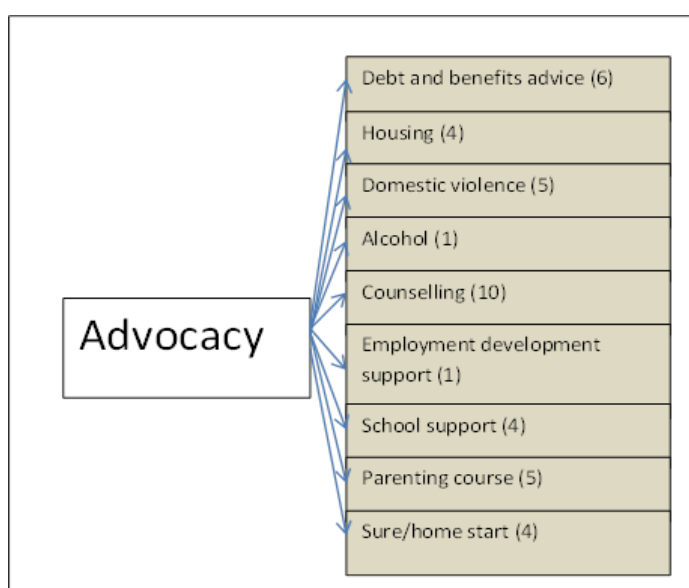 Debt and benefits advice (6)
Housing (4)
Domestic violence (5)
Alcohol (1)
Counselling (10)
Advocacy
Employment development
support (1)
School support (4)
Parenting course (5)
Sure/home start (4)